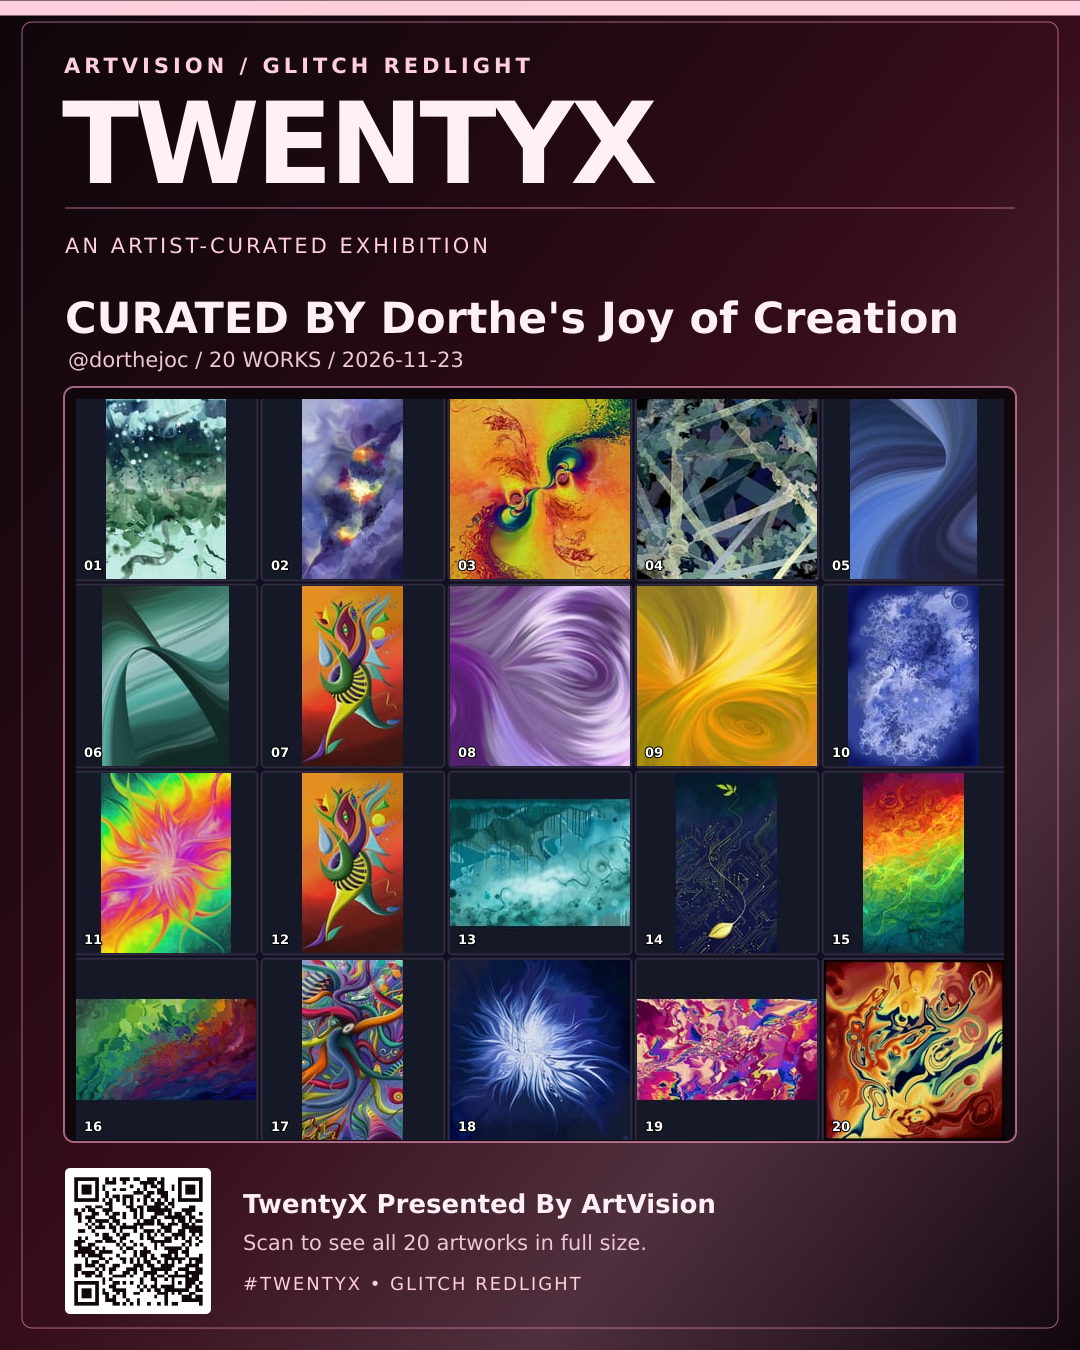 ARTVISION / GLITCH REDLIGHT
TWENTYX
AN ARTIST-CURATED EXHIBITION
CURATED BY Dorthe's Joy of Creation
@dorthejoc / 20 WORKS / 2026-11-23
01 02 03 04 05
06 07 08 09 10
11 12 13 14 15
16 17 18 19 20
TwentyX Presented By ArtVision
Scan to see all 20 artworks in full size.
#TWENTYX • GLITCH REDLIGHT